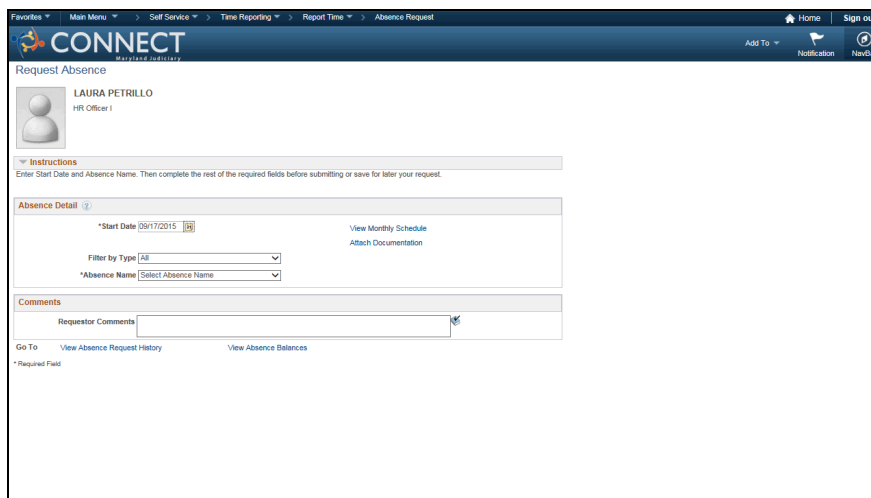 Favorites Main Menu > Self Service > Time Reporting > Report Time > Absence Request Home Sign ou
CONNECT
Maryland Judiciary
Add To
Notification NavB
Request Absence
LAURA PETRILLO
HR Officer I
Instructions
Enter Start Date and Absence Name. Then complete the rest of the required fields before submitting or save for later your request.
Absence Detail ?
*Start Date 09/17/2015 View Monthly Schedule
Attach Documentation
Filter by Type All
*Absence Name Select Absence Name
Comments
Requestor Comments
Go To View Absence Request History View Absence Balances
* Required Field